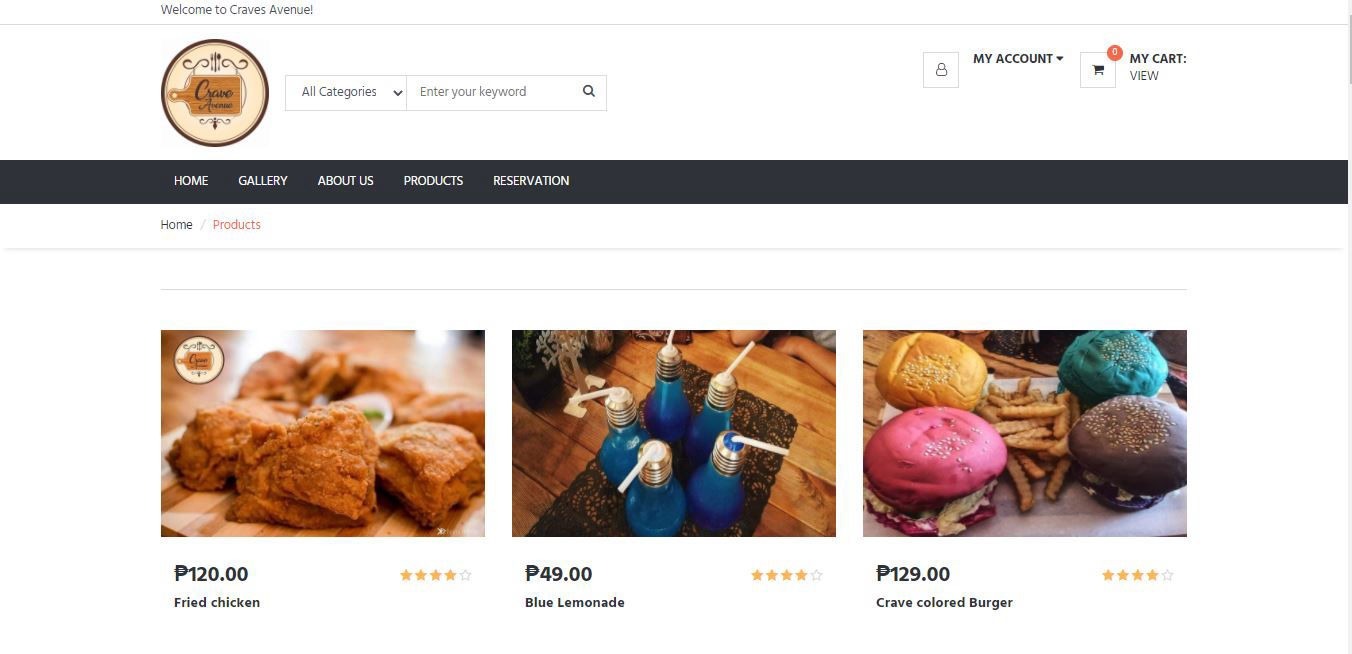 Welcome to Craves Avenue!
Crave
Avenue
All Categories
Enter your keyword
MY ACCOUNT
0
MY CART:
VIEW
HOME
GALLERY
ABOUT US
PRODUCTS
RESERVATION
Home / Products
Crave
₱120.00
Fried chicken
₱49.00
Blue Lemonade
₱129.00
Crave colored Burger